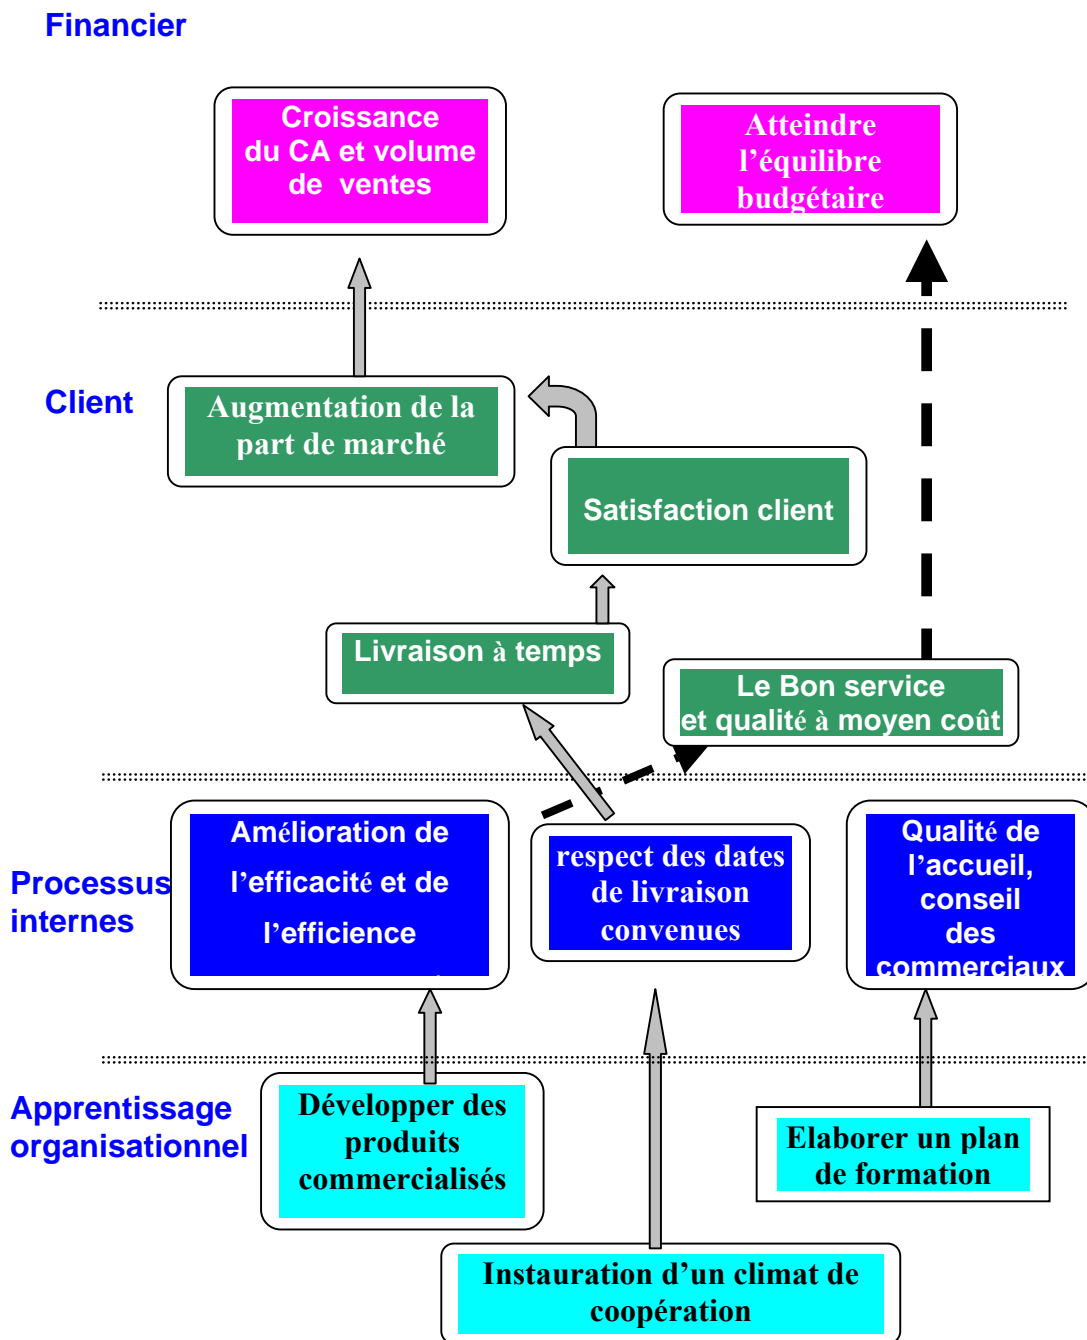 Financier
Croissance
du CA et volume
de ventes
Atteindre
l’équilibre
budgétaire
Client
Augmentation de la
part de marché
Satisfaction client
Livraison à temps
Le Bon service
et qualité à moyen coût
Processus
internes
Amélioration de
l’efficacité et de
l’efficience
respect des dates
de livraison
convenues
Qualité de
l’accueil,
conseil
des
commerciaux
Apprentissage
organisationnel
Développer des
produits
commercialisés
Elaborer un plan
de formation
Instauration d’un climat de
coopération